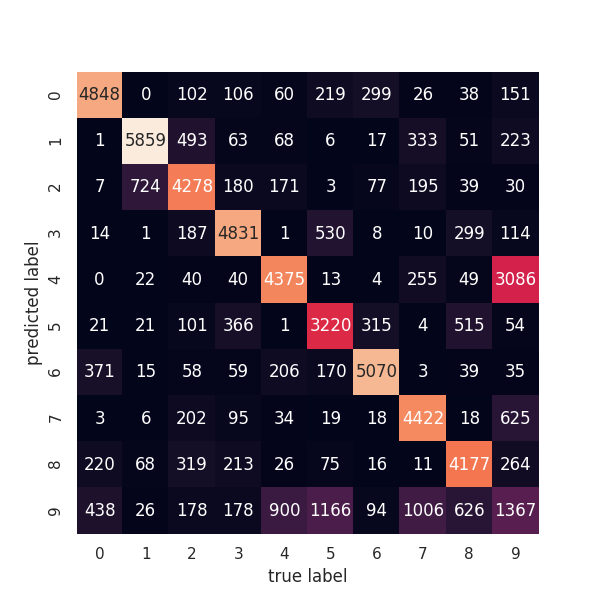 0 4848 0 102 106 60 219 299 26 38 151
1 1 5859 493 63 68 6 17 333 51 223
2 7 724 4278 180 171 3 77 195 39 30
3 14 1 187 4831 1 530 8 10 299 114
4 0 22 40 40 4375 13 4 255 49 3086
5 21 21 101 366 1 3220 315 4 515 54
6 371 15 58 59 206 170 5070 3 39 35
7 3 6 202 95 34 19 18 4422 18 625
8 220 68 319 213 26 75 16 11 4177 264
9 438 26 178 178 900 1166 94 1006 626 1367
0 1 2 3 4 5 6 7 8 9
true label
predicted label